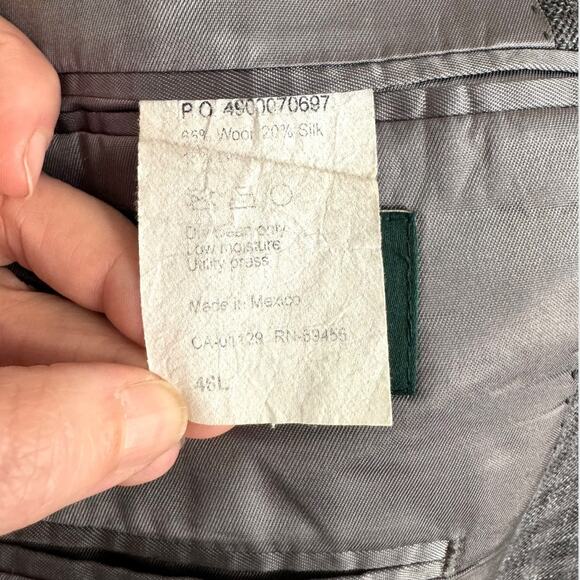 P.O. 4900070697
65% Wool 20% Silk
15%
Dry clean only
Low moisture
Utility press
Made in Mexico
CA-01129 RN-59456
46L